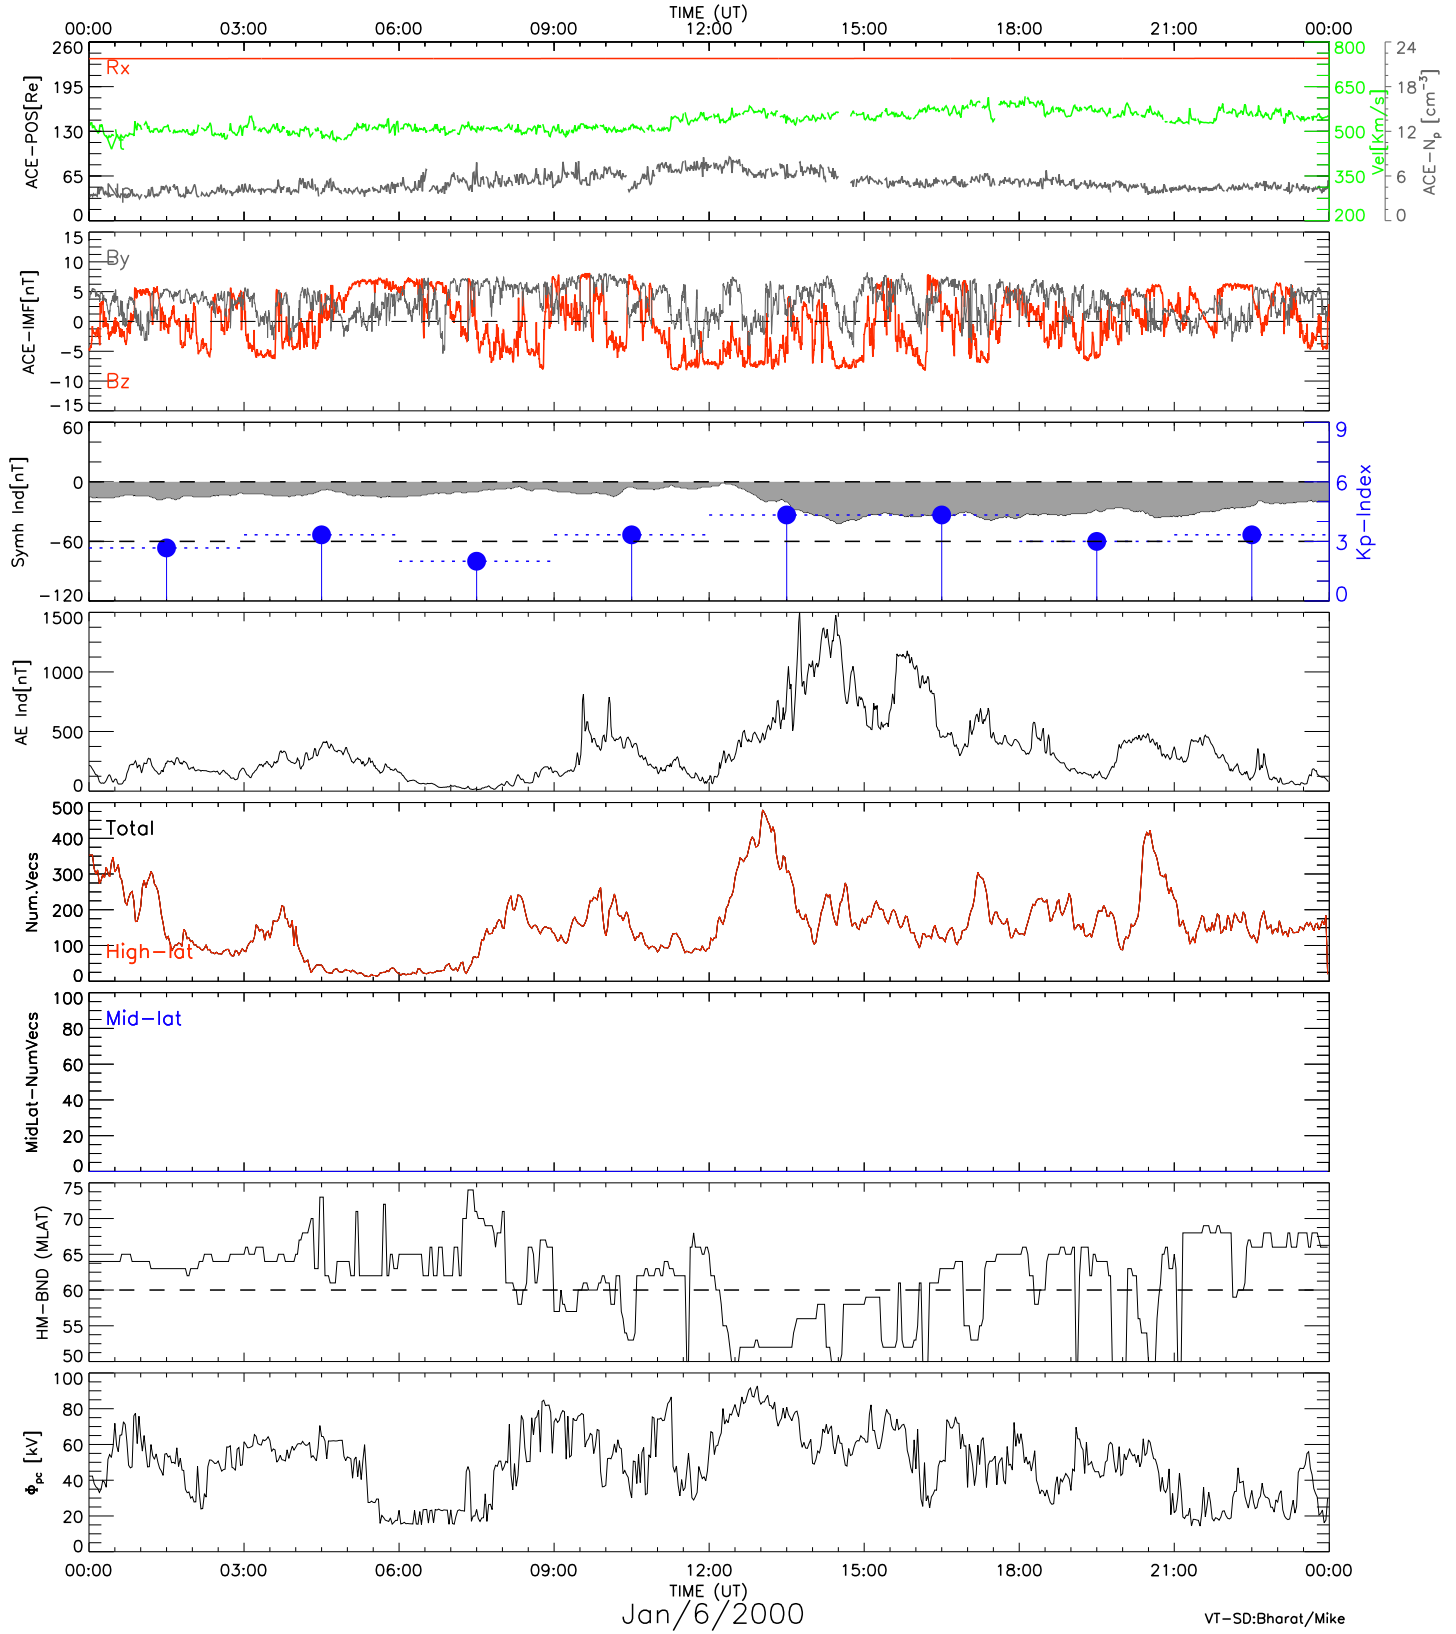 TIME (UT)
00:00 03:00 06:00 09:00 12:00 15:00 18:00 21:00 00:00
260
195
130
65
0
ACE-POS[Re]
Rx
V
Np
800
650
500
350
200
Vel[Km/s]
24
18
12
6
0
ACE-Np [cm-3]
15
10
5
0
-5
-10
-15
ACE-IMF[nT]
By
Bz
60
0
-60
-120
Symh Ind[nT]
9
6
3
0
Kp-Index
1500
1000
500
0
AE Ind[nT]
500
400
300
200
100
0
Num.Vecs
Total
High-lat
100
80
60
40
20
0
MidLat-NumVecs
Mid-lat
75
70
65
60
55
50
HM-BND (MLAT)
100
80
60
40
20
0
Φpc [kV]
00:00 03:00 06:00 09:00 12:00 15:00 18:00 21:00 00:00
TIME (UT)
Jan/6/2000
VT-SD:Bharat/Mike